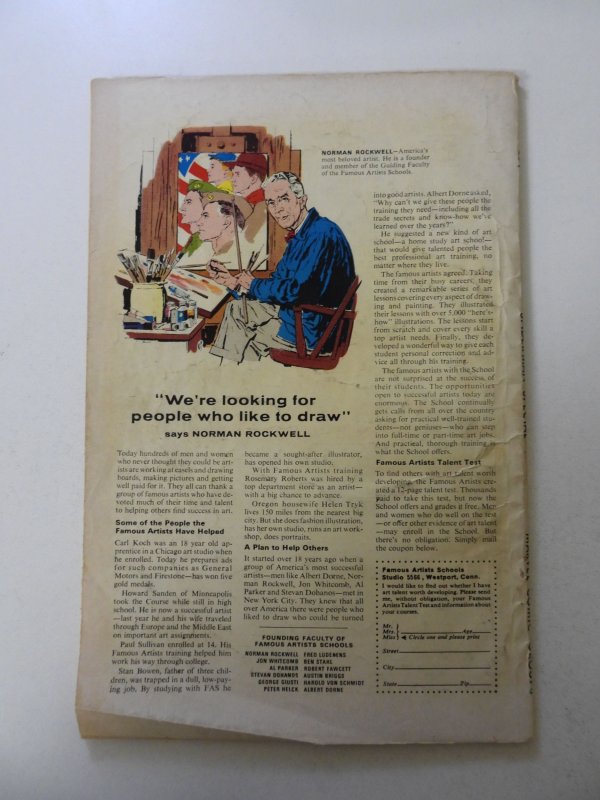 NORMAN ROCKWELL—America's
most beloved artist. He is a founder
and member of the Guiding Faculty
of the Famous Artists Schools.
"We're looking for
people who like to draw"
says NORMAN ROCKWELL
Today hundreds of men and women
who never thought they could be art-
ists are working at easels and drawing
boards, making pictures and getting
well paid for it. They all can thank a
group of famous artists who have de-
voted much of their time and talent
to helping others find success in art.
Some of the People the
Famous Artists Have Helped
Carl Koch was an 18 year old ap-
prentice in a Chicago art studio when
he enrolled. Today he prepares ads
for such companies as General
Motors and Firestone—has won five
gold medals.
Howard Sanden of Minneapolis
took the Course while still in high
school. He is now a successful artist
—last year he and his wife traveled
through Europe and the Middle East
on important art assignments.
Paul Sullivan enrolled at 14. His
Famous Artists training helped him
work his way through college.
Stan Bowen, father of three chil-
dren, was trapped in a dull, low-pay-
ing job. By studying with FAS he
became a sought-after illustrator,
has opened his own studio.
With Famous Artists training
Rosemary Roberts was hired by a
top department store as an artist—
with a big chance to advance.
Oregon housewife Helen Tryk
lives 150 miles from the nearest big
city. But she does fashion illustration,
has her own studio, runs an art work-
shop, does portraits.
A Plan to Help Others
It started over 18 years ago when a
group of America's most successful
artists—men like Albert Dorne, Nor-
man Rockwell, Jon Whitcomb, Al
Parker and Stevan Dohanos—met in
New York City. They knew that all
over America there were people who
liked to draw who could be turned
FOUNDING FACULTY OF
FAMOUS ARTISTS SCHOOLS
NORMAN ROCKWELL FRED LUDEKENS
JON WHITCOMB BEN STAHL
AL PARKER ROBERT FAWCETT
STEVAN DOHANOS AUSTIN BRIGGS
GEORGE GIUSTI HAROLD VON SCHMIDT
PETER HELCK ALBERT DORNE
into good artists. Albert Dorne asked,
"Why can't we give these people the
training they need—including all the
trade secrets and know-how we've
learned over the years?"
He suggested a new kind of art
school—a home study art school—
that would give talented people the
best professional art training, no
matter where they live.
The famous artists agreed. Taking
time from their busy careers, they
created a remarkable series of art
lessons covering every aspect of draw-
ing and painting. They illustrated
their lessons with over 5,000 "here's-
how" illustrations. The lessons start
from scratch and cover every skill a
top artist needs. Finally, they de-
veloped a wonderful way to give each
student personal correction and ad-
vice all through his training.
The famous artists with the School
are not surprised at the success of
their students. The opportunities
open to successful artists today are
enormous. The School continually
gets calls from all over the country
asking for practical well-trained stu-
dents—not geniuses—who can step
into full-time or part-time art jobs.
And practical, thorough training is
what the School offers.
Famous Artists Talent Test
To find others with art talent worth
developing, the Famous Artists cre-
ated a 12-page talent test. Thousands
paid to take this test, but now the
School offers and grades it free. Men
and women who do well on the test
—or offer other evidence of art talent
—may enroll in the School. But
there's no obligation. Simply mail
the coupon below.
Famous Artists Schools
Studio 5566, Westport, Conn.
I would like to find out whether I have
art talent worth developing. Please send
me, without obligation, your Famous
Artists Talent Test and information about
your courses.
Mr.
Mrs. Age
Miss Circle one and please print
Street
City
State Zip